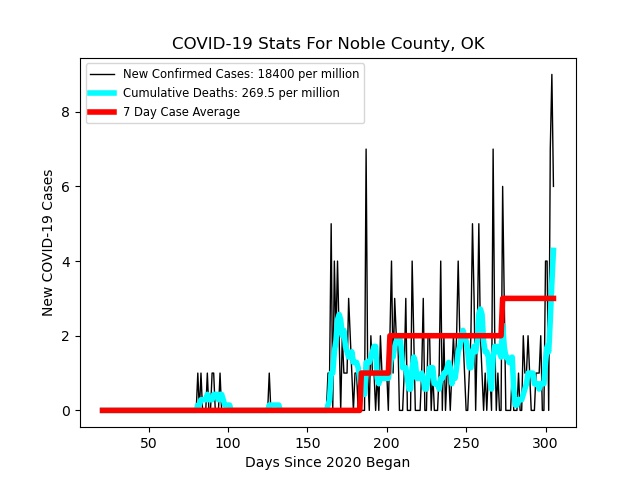 COVID-19 Stats For Noble County, OK
New Confirmed Cases: 18400 per million
Cumulative Deaths: 269.5 per million
7 Day Case Average
New COVID-19 Cases
8
6
4
2
0
50 100 150 200 250 300
Days Since 2020 Began